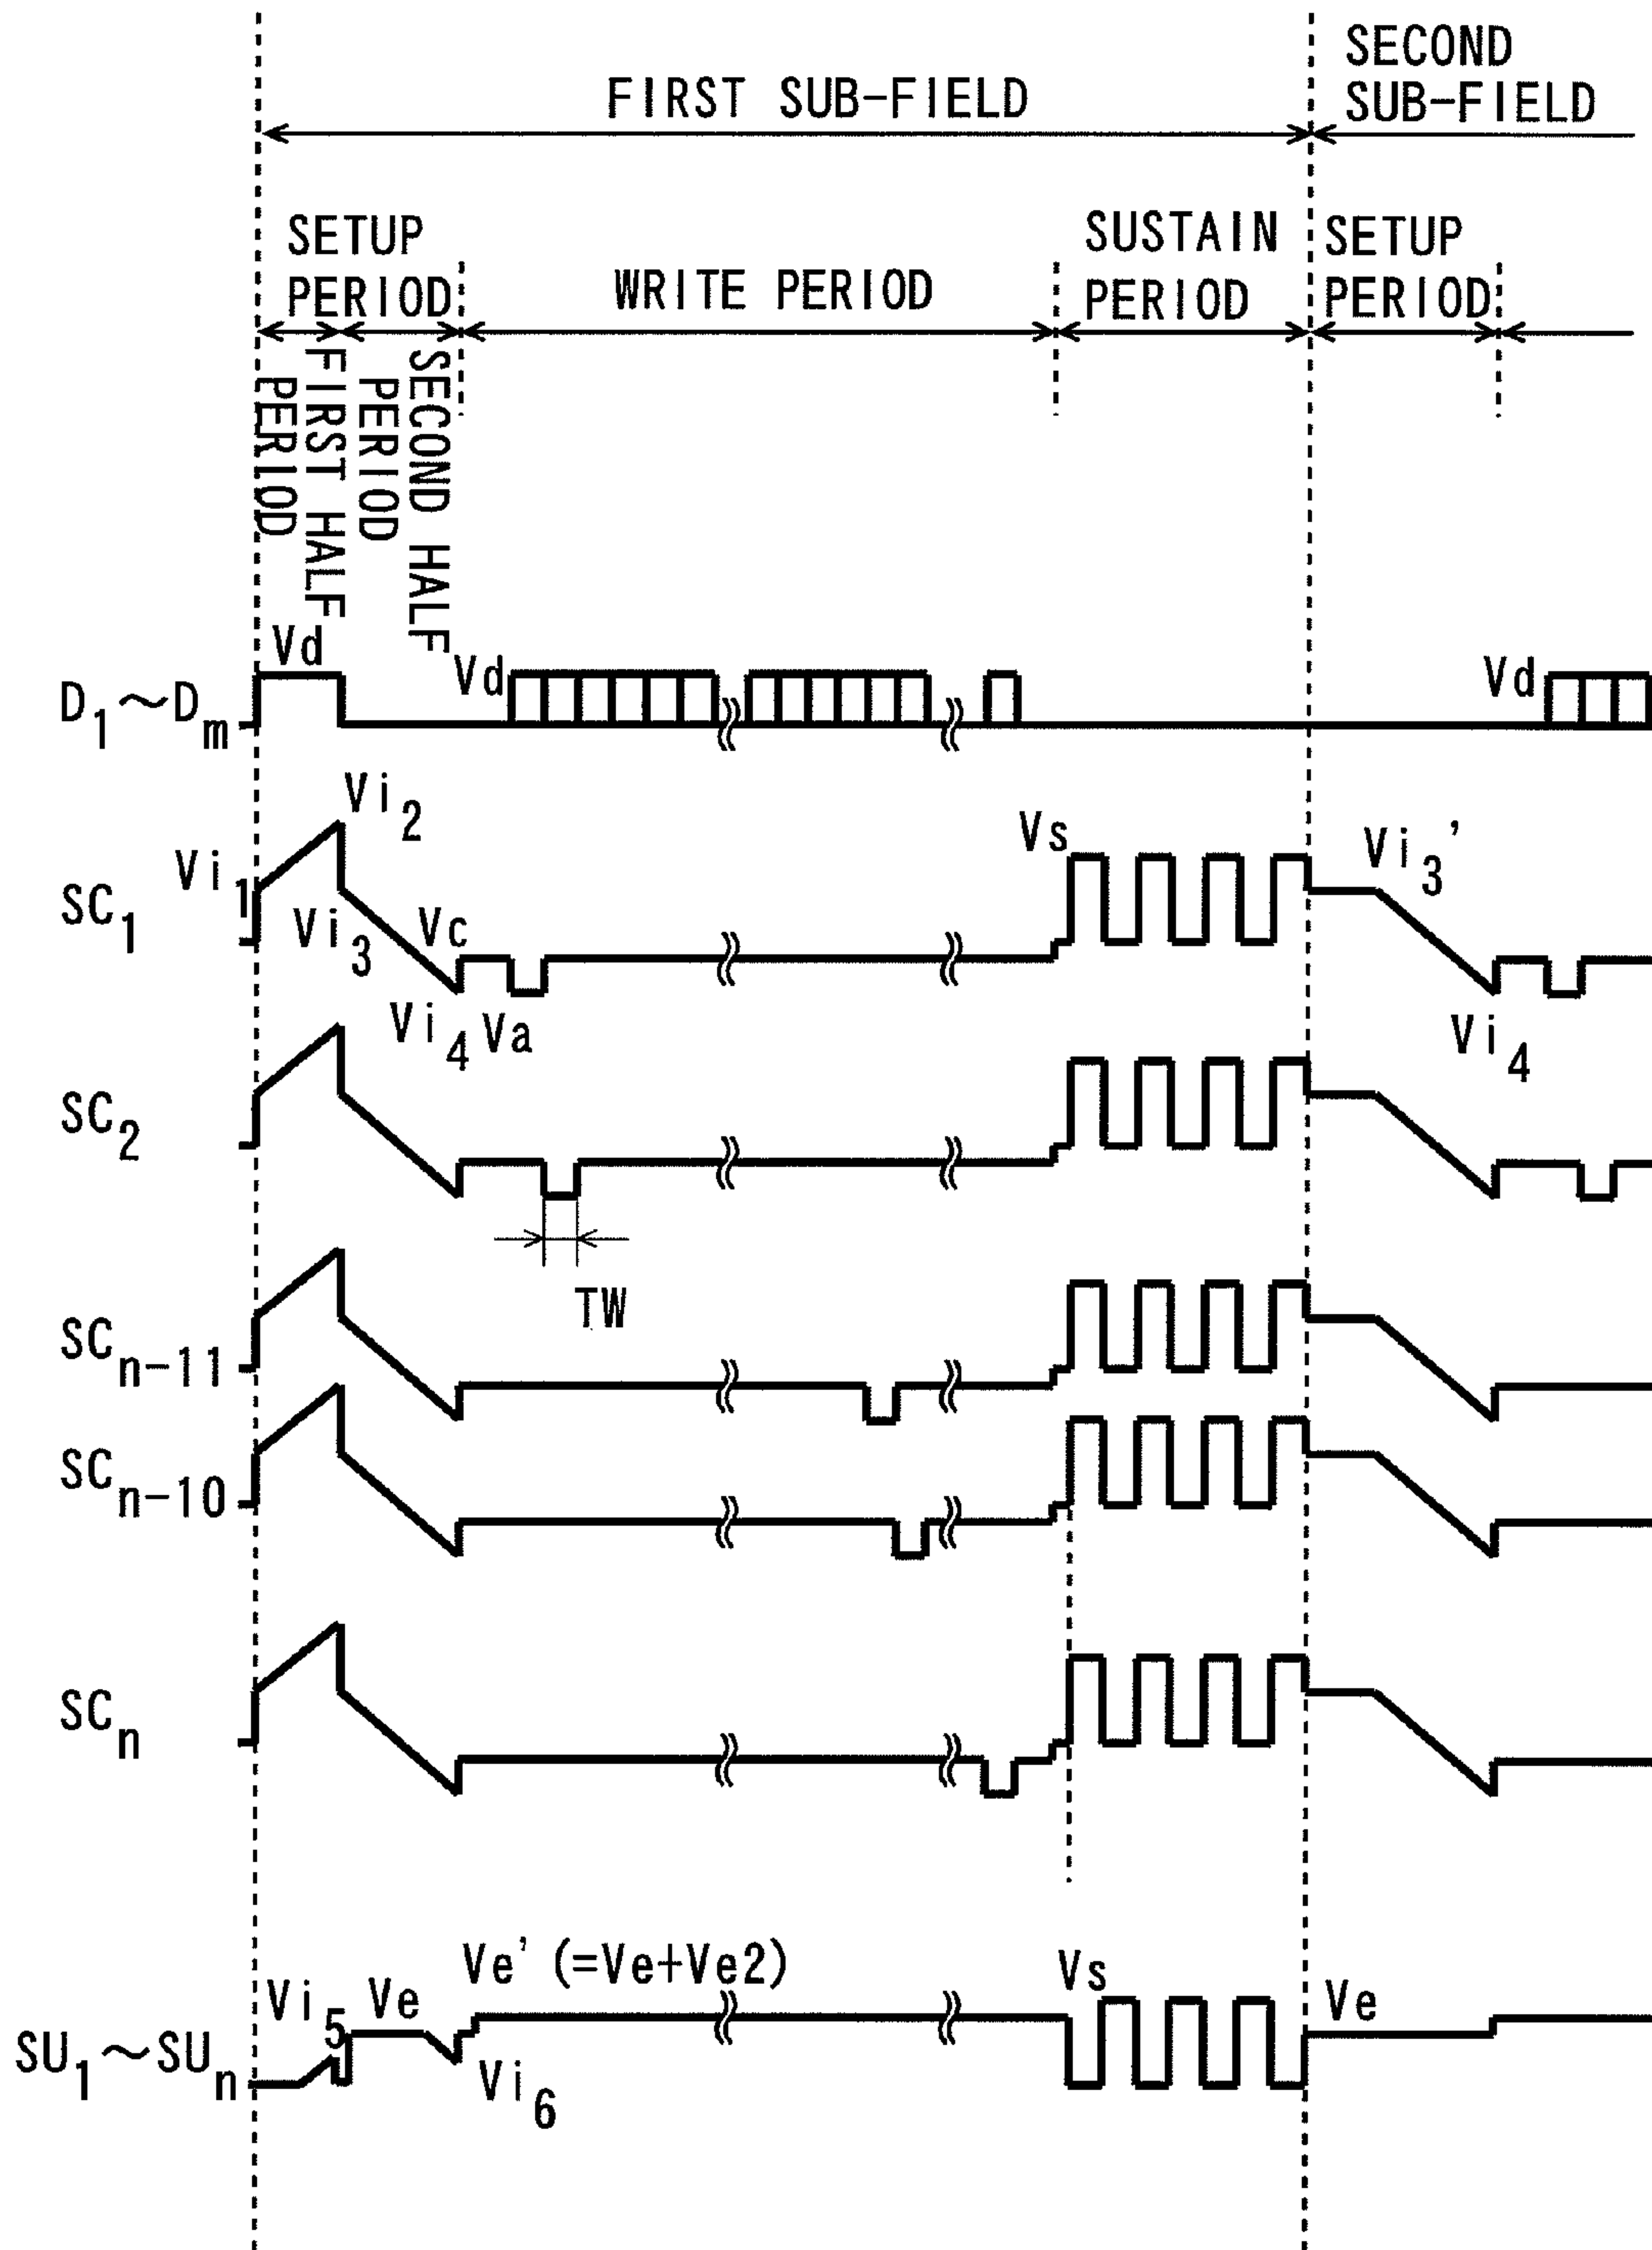 FIRST SUB-FIELD
SECOND
SUB-FIELD
SETUP
PERIOD
WRITE PERIOD
SUSTAIN
PERIOD
SETUP
PERIOD
FIRST HALF
PERIOD
SECOND HALF
PERIOD
D1～Dm
Vd
Vd
Vd
SC1
Vi1
Vi2
Vi3
Vc
Vi4
Va
Vs
Vi3'
Vi4
SC2
TW
SCn-11
SCn-10
SCn
SU1～SUn
Vi5
Ve
Ve' (=Ve+Ve2)
Vi6
Vs
Ve